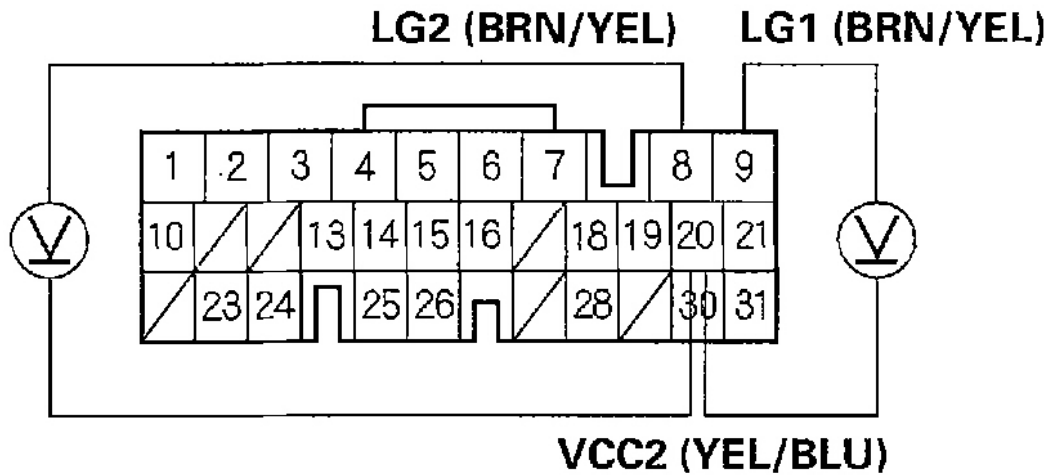 LG2 (BRN/YEL) LG1 (BRN/YEL)
1 2 3 4 5 6 7 8 9
V 10 13 14 15 16 18 19 20 21 V
23 24 25 26 28 30 31
VCC2 (YEL/BLU)